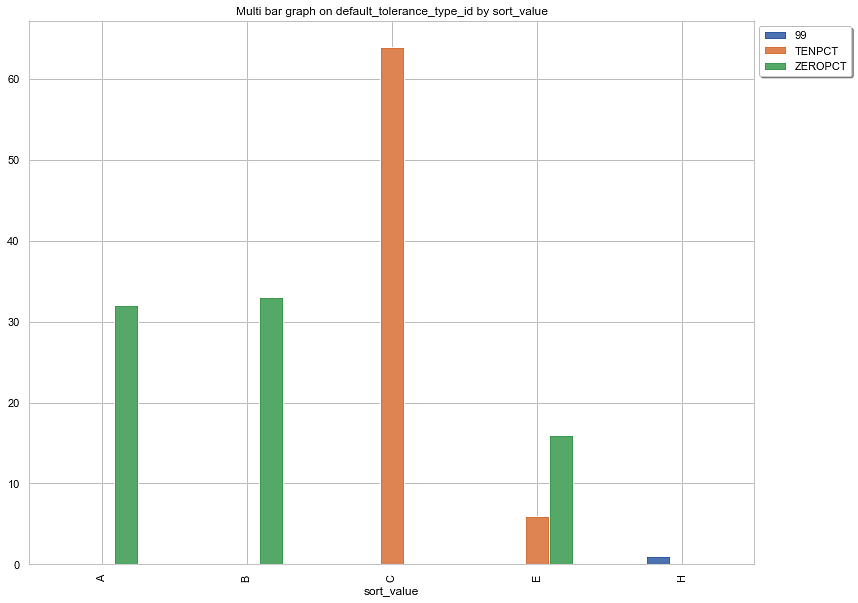 Multi bar graph on default_tolerance_type_id by sort_value
99
TENPCT
ZEROPCT
60
50
40
30
20
10
0
A
B
C
E
H
sort_value